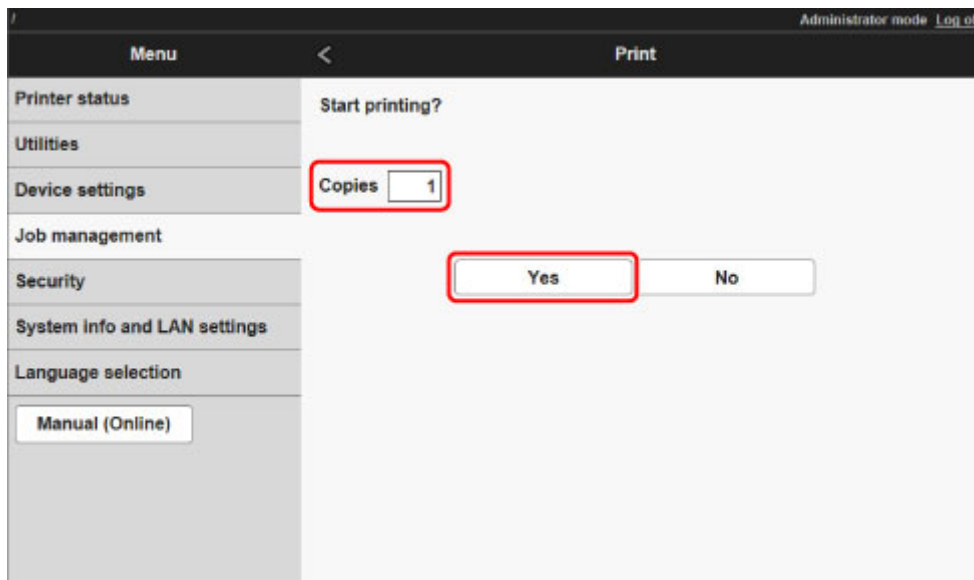 Administrator mode Log o
Menu
<
Print
Printer status
Utilities
Device settings
Job management
Security
System info and LAN settings
Language selection
Manual (Online)
Start printing?
Copies 1
Yes No